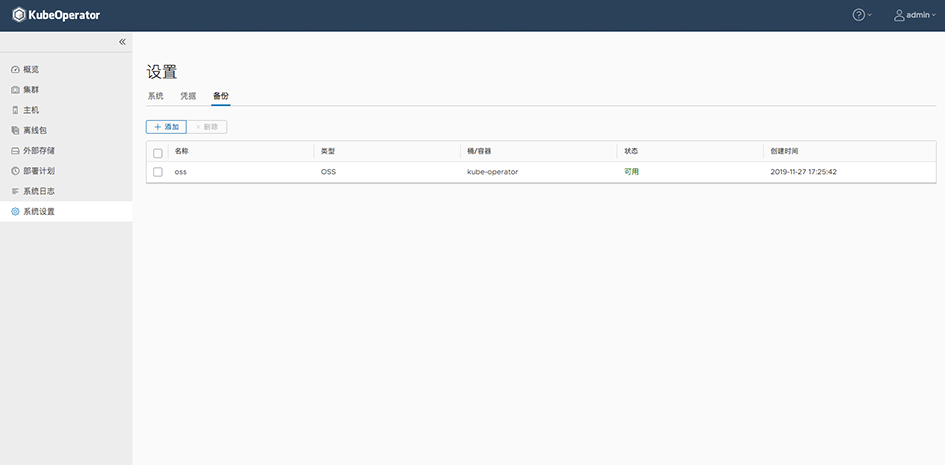 KubeOperator
admin
概览
集群
主机
离线包
外部存储
部署计划
系统日志
系统设置
设置
系统 凭据 备份
+ 添加 × 删除
名称 类型 桶/容器 状态 创建时间
oss OSS kube-operator 可用 2019-11-27 17:25:42